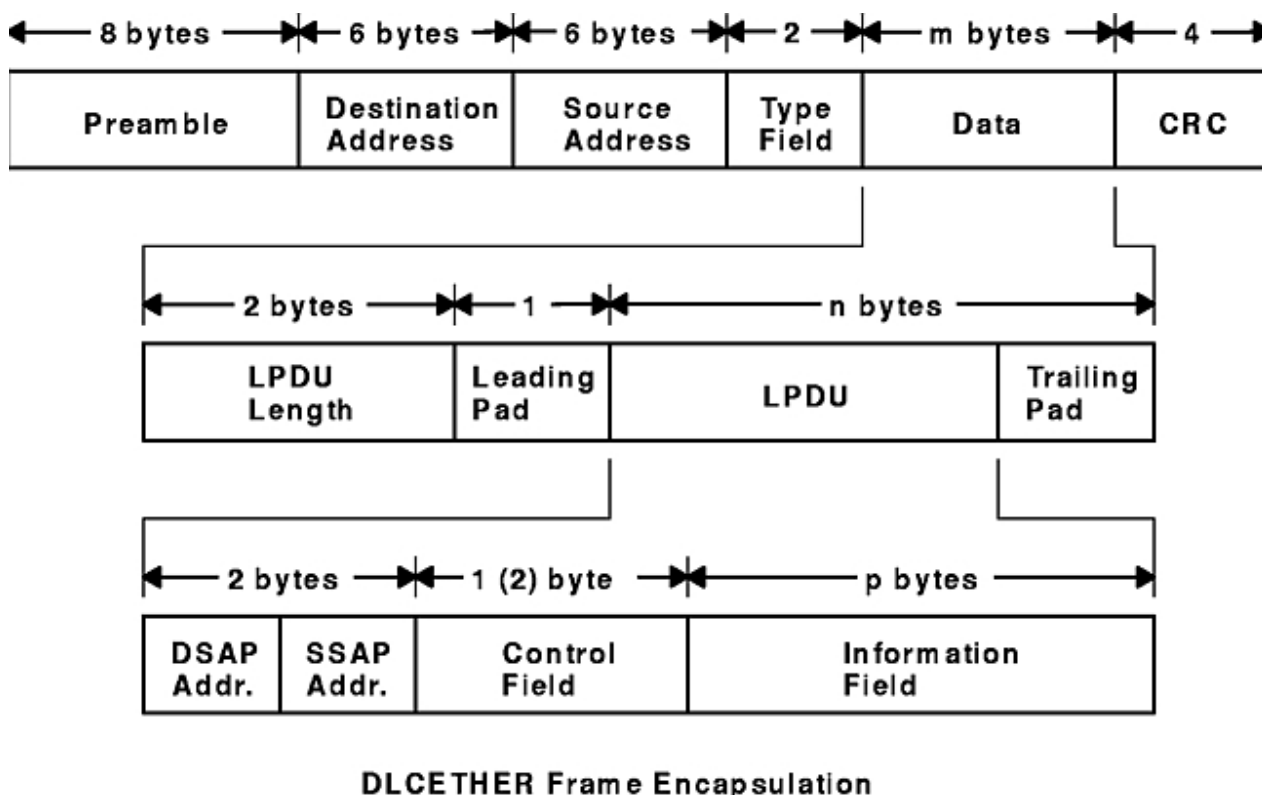 8 bytes 6 bytes 6 bytes 2 m bytes 4
Preamble Destination Address Source Address Type Field Data CRC
2 bytes 1 n bytes
LPDU Length Leading Pad LPDU Trailing Pad
2 bytes 1 (2) byte p bytes
DSAP Addr. SSAP Addr. Control Field Information Field
DLCETHER Frame Encapsulation